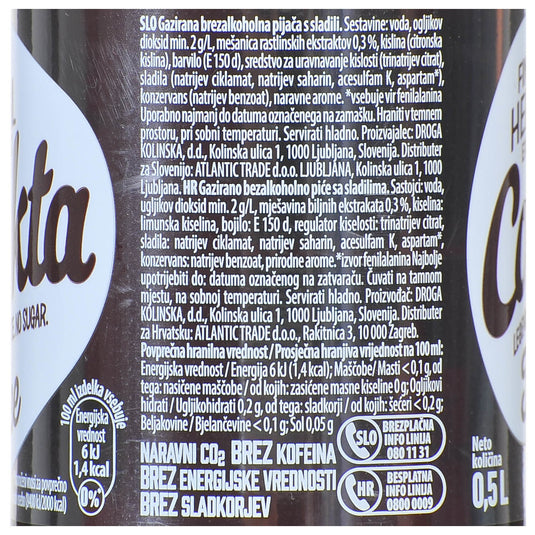 SLO Gazirana brezalkoholna pijača s sladili. Sestavine: voda, ogljikov
dioksid min. 2 g/L, mešanica rastlinskih ekstraktov 0,3 %, kislina (citronska
kislina), barvilo (E 150 d), sredstvo za uravnavanje kislosti (trinatrijev citrat),
sladila (natrijev ciklamat, natrijev saharin, acesulfam K, aspartam*),
konzervans (natrijev benzoat), naravne arome. *vsebuje vir fenilalanina
Uporabno najmanj do datuma označenega na zamašku. Hraniti v temnem
prostoru, pri sobni temperaturi. Servirati hladno. Proizvajalec: DROGA
KOLINSKA, d.d., Kolinska ulica 1, 1000 Ljubljana, Slovenija. Distributer
za Slovenijo: ATLANTIC TRADE d.o.o. LJUBLJANA, Kolinska ulica 1, 1000
Ljubljana, Slovenija. HR Gazirano bezalkoholno piće sa sladilima. Sastojci: voda,
ugljikov dioksid min. 2 g/L, mješavina biljnih ekstrakata 0,3 %, kiselina:
limunska kiselina, bojilo: E 150 d, regulator kiselosti: trinatrijev citrat,
sladila: natrijev ciklamat, natrijev saharin, acesulfam K, aspartam*,
konzervans: natrijev benzoat, prirodne arome. *izvor fenilalanina Najbolje
upotrijebiti do: datuma označenog na zatvaraču. Čuvati na tamnom
mjestu, na sobnoj temperaturi. Servirati hladno. Proizvođač: DROGA
KOLINSKA, d.d., Kolinska ulica 1, 1000 Ljubljana, Slovenija. Distributer
za Hrvatsku: ATLANTIC TRADE d.o.o., Rakitnica 3, 10 000 Zagreb.
Povprečna hranilna vrednost / Prosječna hranjiva vrijednost na 100 ml:
Energijska vrednost / Energija 6 kJ (1,4 kcal); Maščobe/ Masti < 0,1 g, od
tega: nasičene maščobe / od kojih: zasićene masne kiseline 0 g; Ogljikovi
hidrati / Ugljikohidrati 0,2 g, od tega: sladkorji / od kojih: šećeri < 0,2 g;
Beljakovine / Bjelančevine < 0,1 g; Sol 0,05 g
NARAVNI CO2 BREZ KOFEINA
BREZ ENERGIJSKE VREDNOSTI
BREZ SLADKORJEV
SLO BREZPLAČNA
INFO LINIJA
080 11 31
HR BESPLATNA
INFO LINIJA
0800 0009
Neto
količina
0,5 L
100 ml izdelka vsebuje
Energijska
vrednost
6 kJ
1,4 kcal
0%*
cta
NO SUGAR.
Co